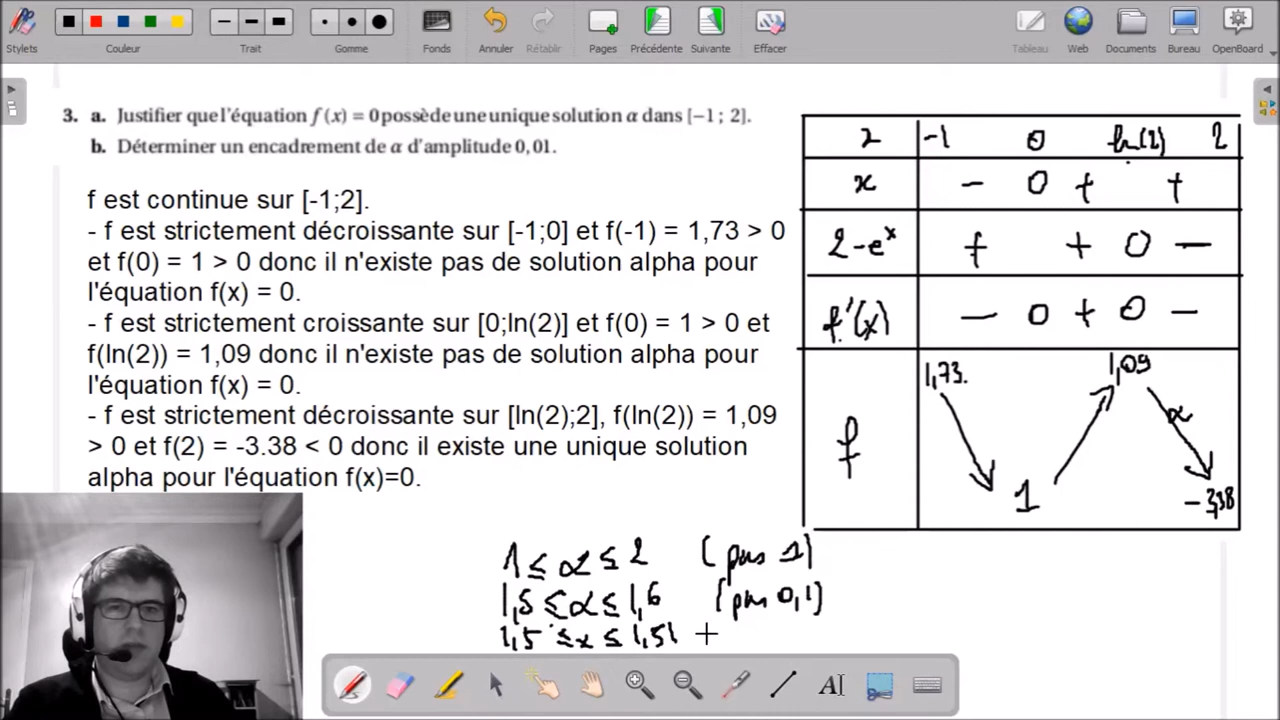 Stylets Couleur Trait Gomme Fonds Annuler Rétablir Pages Précédente Suivante Effacer Tableau Web Documents Bureau OpenBoard
3. a. Justifier que l'équation f(x) = 0 possède une unique solution α dans [−1 ; 2].
b. Déterminer un encadrement de α d'amplitude 0,01.
f est continue sur [-1;2].
- f est strictement décroissante sur [-1;0] et f(-1) = 1,73 > 0
et f(0) = 1 > 0 donc il n'existe pas de solution alpha pour
l'équation f(x) = 0.
- f est strictement croissante sur [0;ln(2)] et f(0) = 1 > 0 et
f(ln(2)) = 1,09 donc il n'existe pas de solution alpha pour
l'équation f(x) = 0.
- f est strictement décroissante sur [ln(2);2], f(ln(2)) = 1,09
> 0 et f(2) = -3.38 < 0 donc il existe une unique solution
alpha pour l'équation f(x)=0.
1 ≤ α ≤ 2 (pas 1)
1,5 ≤ α ≤ 1,6 (pas 0,1)
1,5 ≤ x ≤ 1,51
x -1 0 ln(2) 2
x − 0 + +
2-e^x + + 0 −
f'(x) − 0 + 0 −
f 1,73 1 1,09 α -3,38
AI